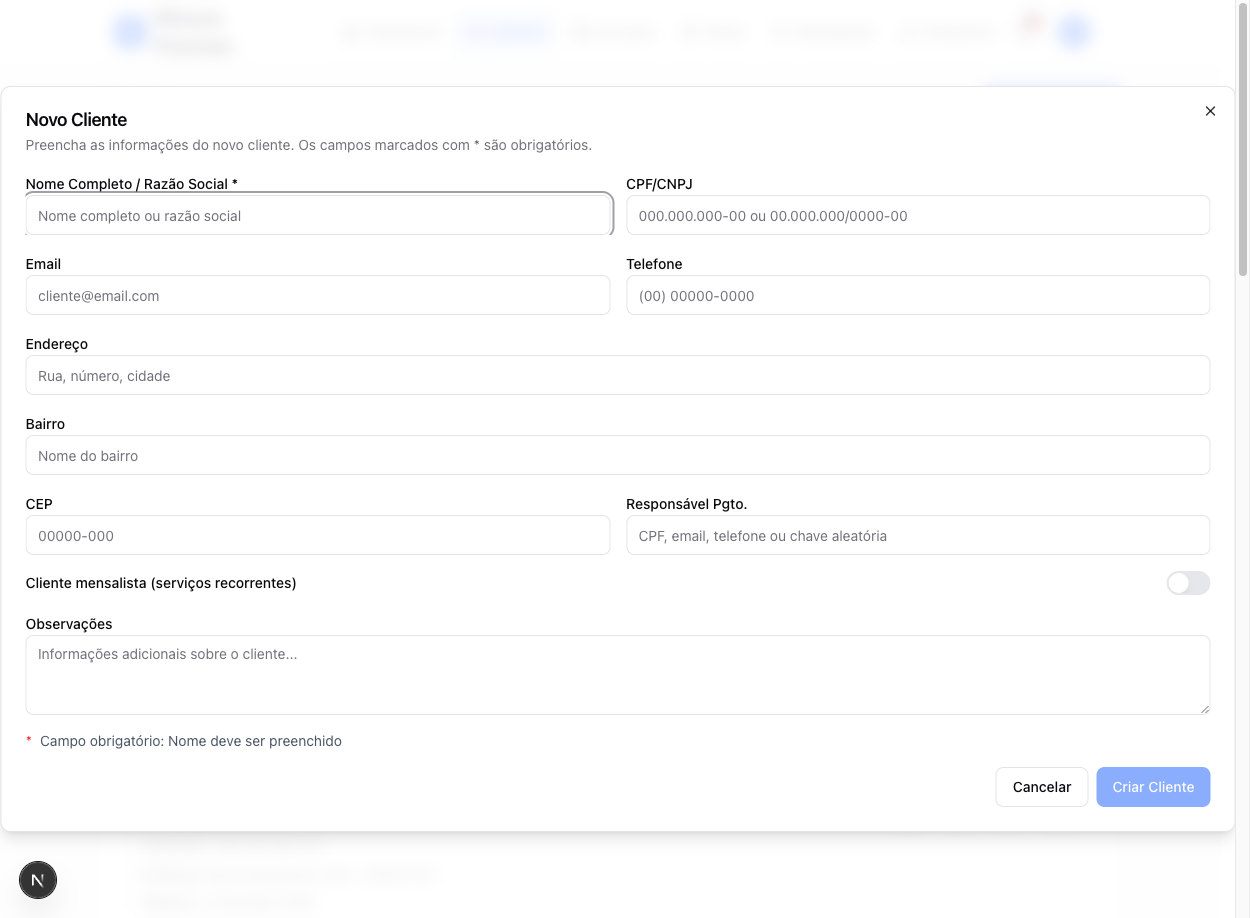 Novo Cliente
Preencha as informações do novo cliente. Os campos marcados com * são obrigatórios.
Nome Completo / Razão Social *
CPF/CNPJ
Nome completo ou razão social
000.000.000-00 ou 00.000.000/0000-00
Email
Telefone
cliente@email.com
(00) 00000-0000
Endereço
Rua, número, cidade
Bairro
Nome do bairro
CEP
Responsável Pgto.
00000-000
CPF, email, telefone ou chave aleatória
Cliente mensalista (serviços recorrentes)
Observações
Informações adicionais sobre o cliente...
* Campo obrigatório: Nome deve ser preenchido
Cancelar
Criar Cliente
N